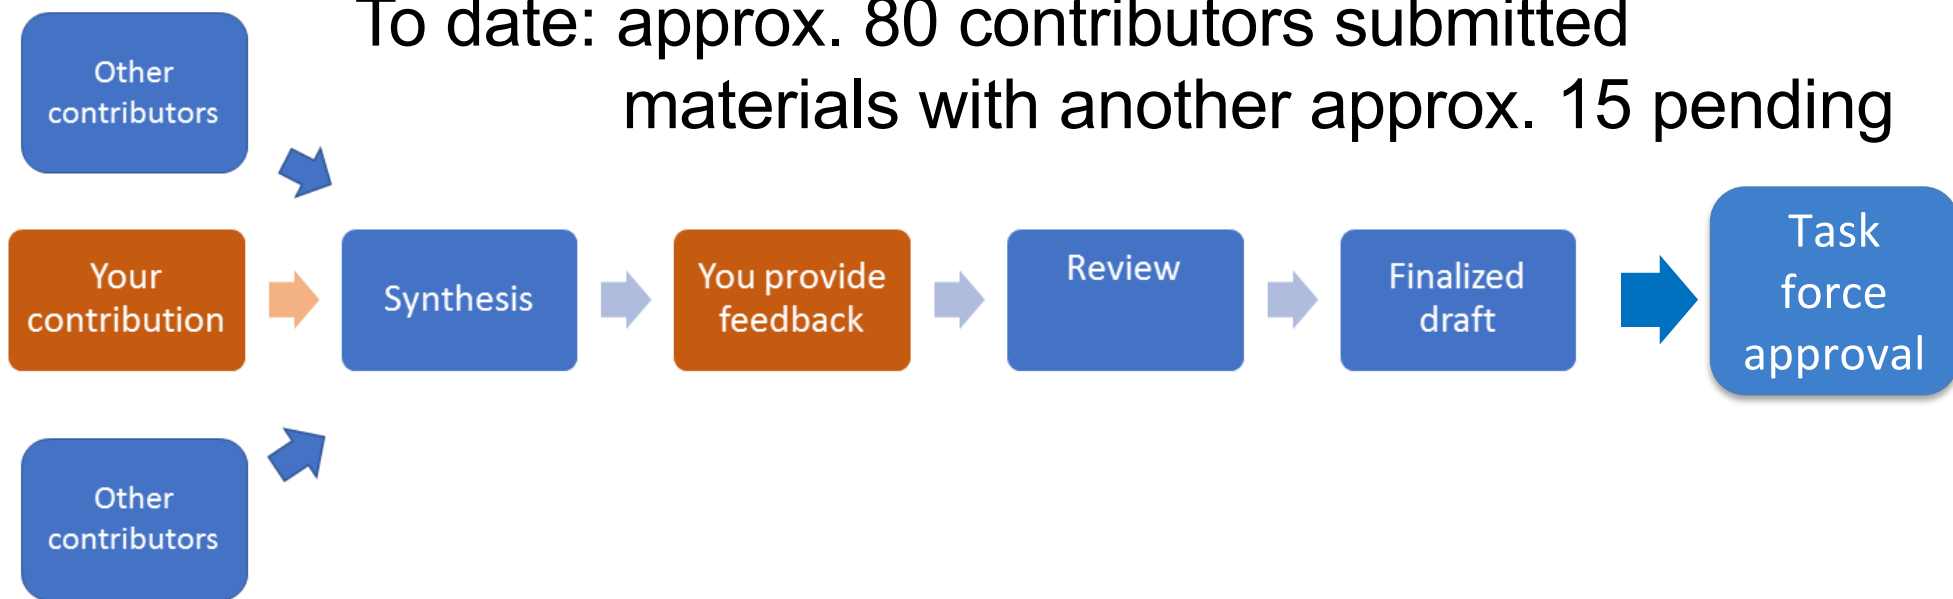 To date: approx. 80 contributors submitted
materials with another approx. 15 pending
Other
contributors
Your
contribution
Synthesis
You provide
feedback
Review
Finalized
draft
Task
force
approval
Other
contributors